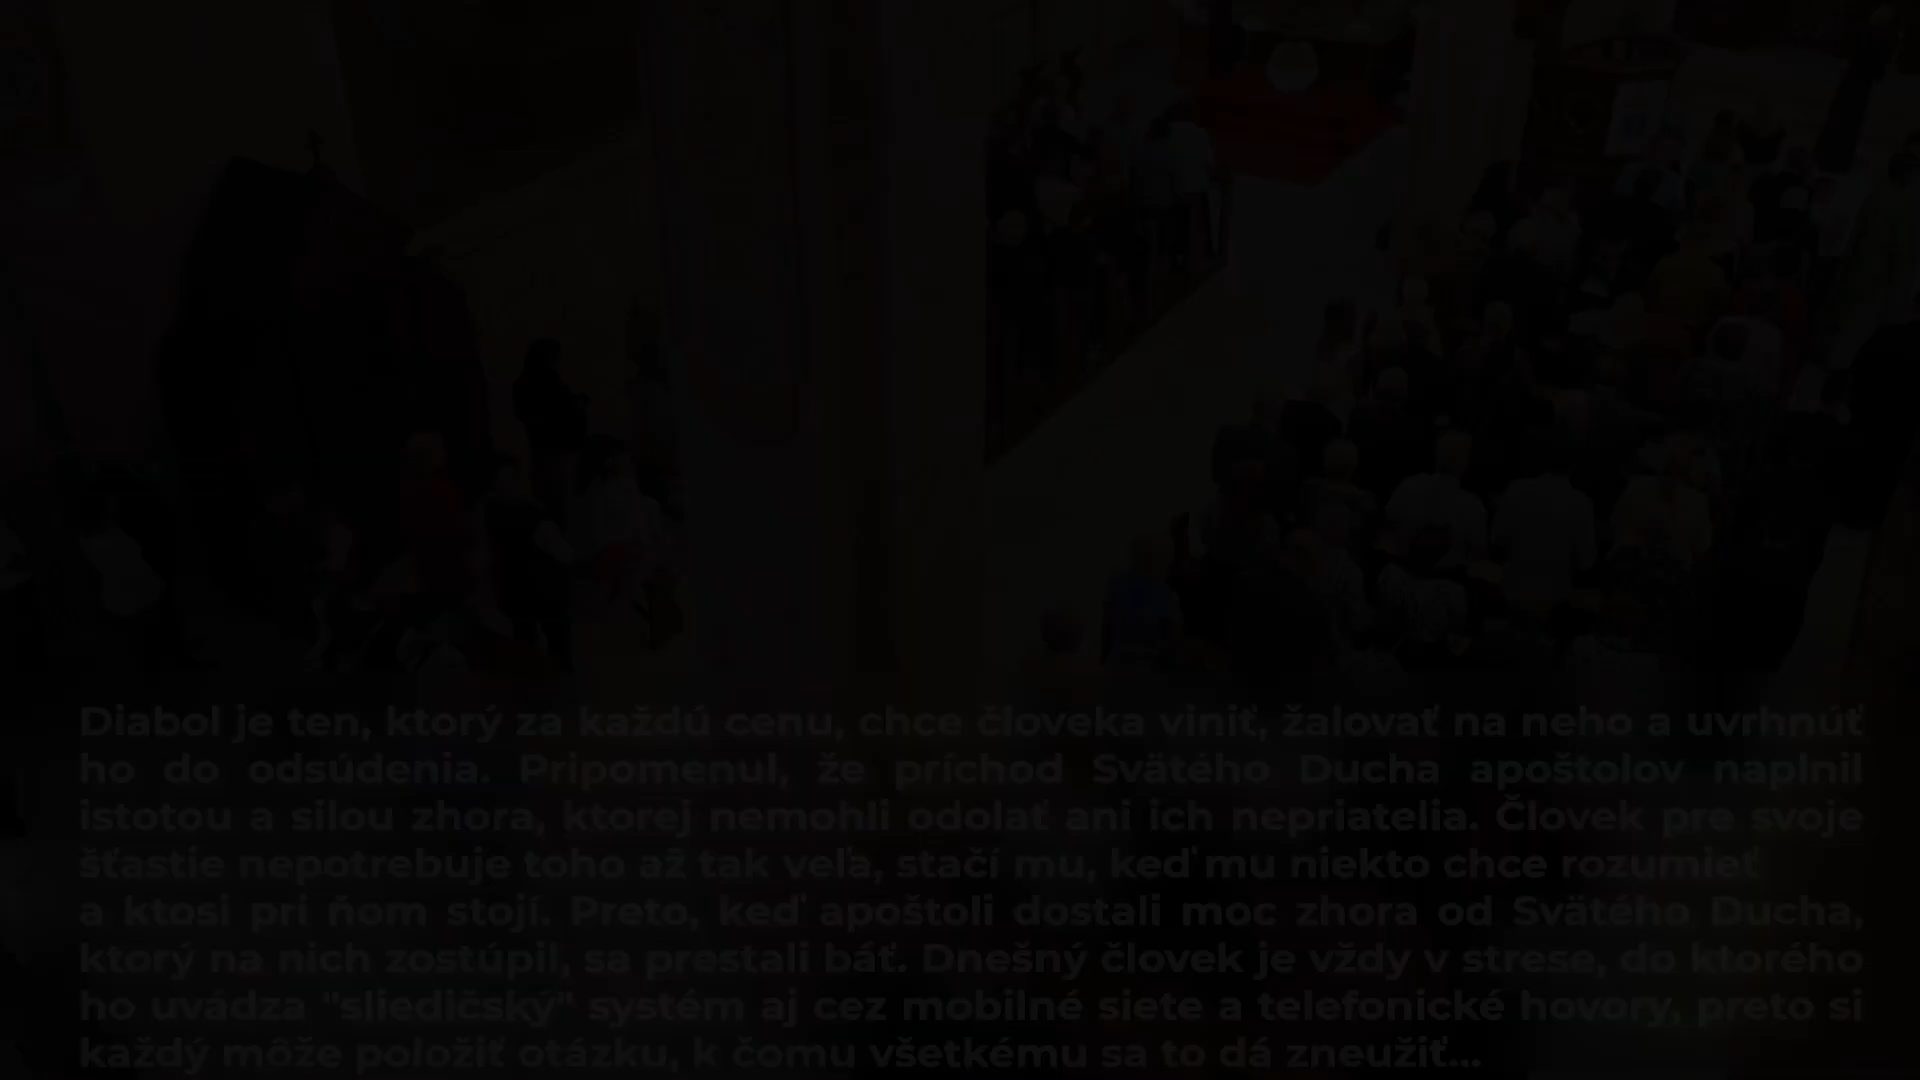 Diabol je ten, ktorý za každú cenu, chce človeka viniť, žalovať na neho a uvrhnúť
ho do odsúdenia. Pripomenul, že príchod Svätého Ducha apoštolov naplnil
istotou a silou zhora, ktorej nemohli odolať ani ich nepriatelia. Človek pre svoje
šťastie nepotrebuje toho až tak veľa, stačí mu, keď mu niekto chce rozumieť
a ktosi pri ňom stojí. Preto, keď apoštoli dostali moc zhora od Svätého Ducha,
ktorý na nich zostúpil, sa prestali báť. Dnešný človek je vždy v strese, do ktorého
ho uvádza "sliedičský" systém aj cez mobilné siete a telefonické hovory, preto si
každý môže položiť otázku, k čomu všetkému sa to dá zneužiť...